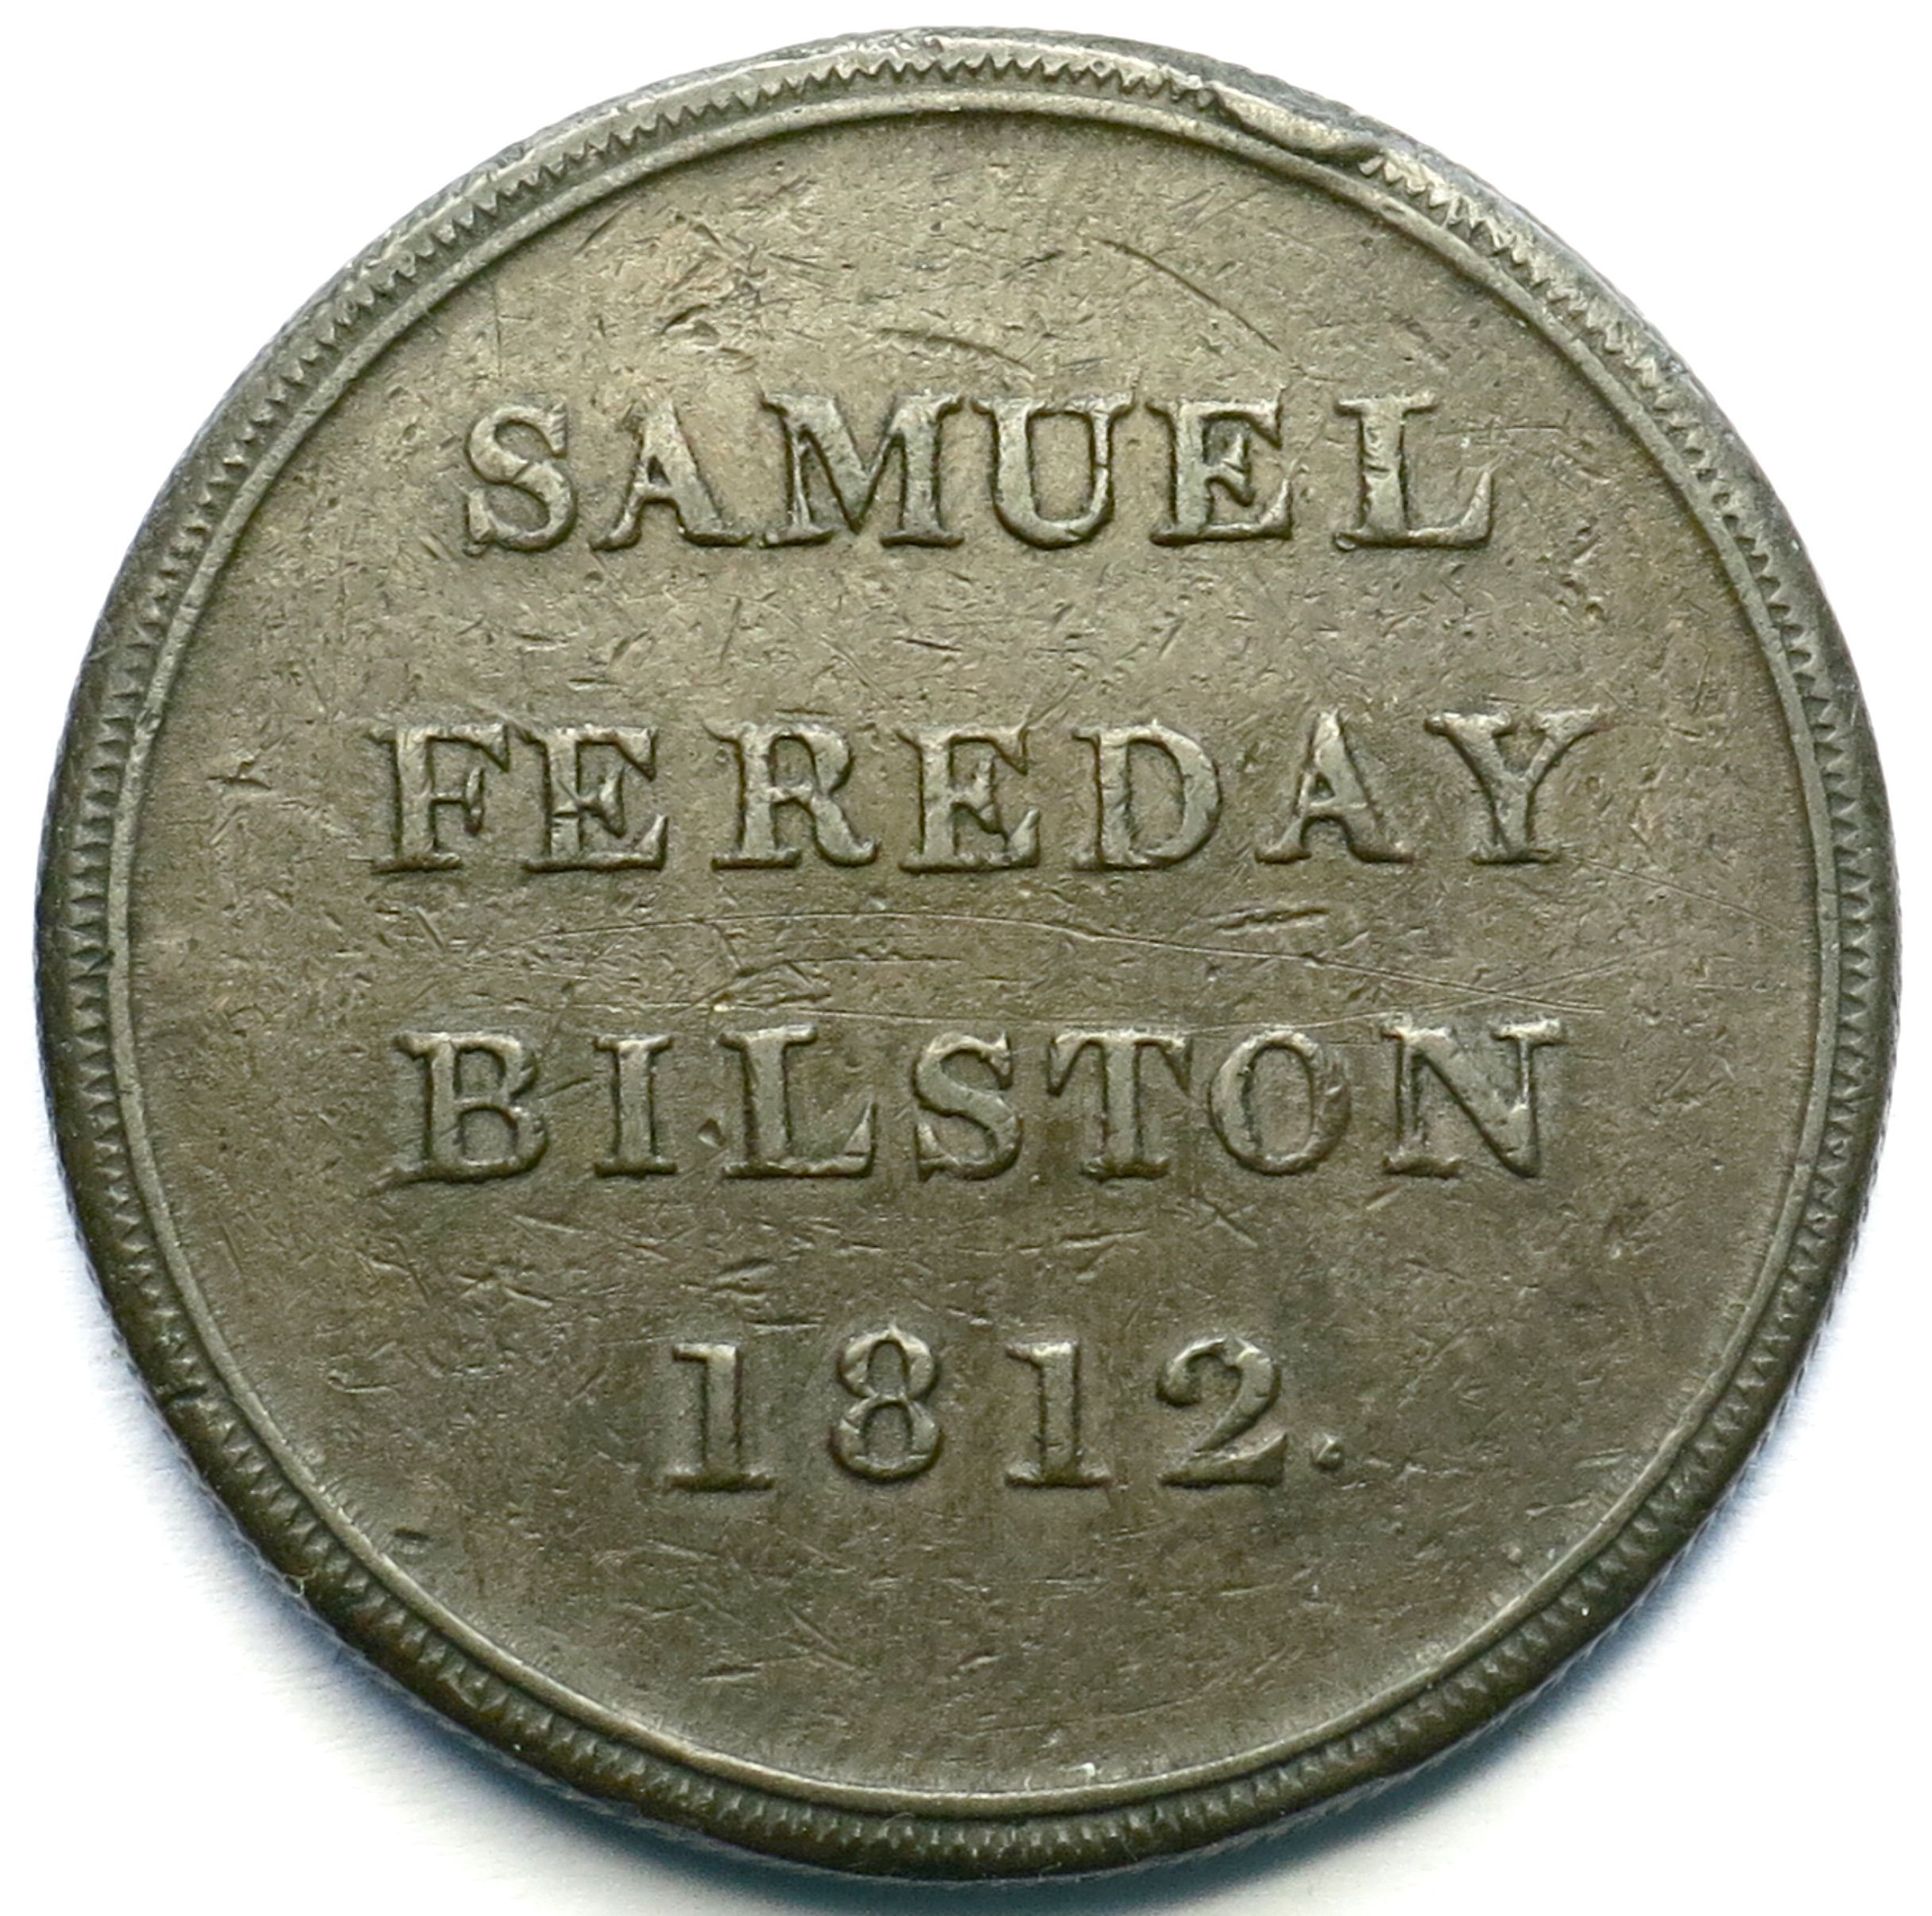 SAMUEL
FEREDAY
BILSTON
1812.